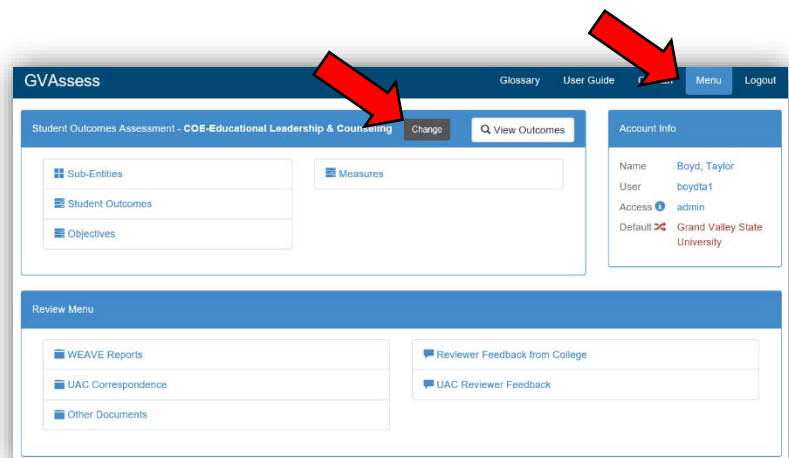 GVAssess
Glossary User Guide Menu Logout
Student Outcomes Assessment - COE-Educational Leadership & Counseling Change View Outcomes
Sub-Entities
Student Outcomes
Objectives
Measures
Account Info
Name Boyd, Taylor
User boydta1
Access admin
Default Grand Valley State
University
Review Menu
WEAVE Reports
UAC Correspondence
Other Documents
Reviewer Feedback from College
UAC Reviewer Feedback